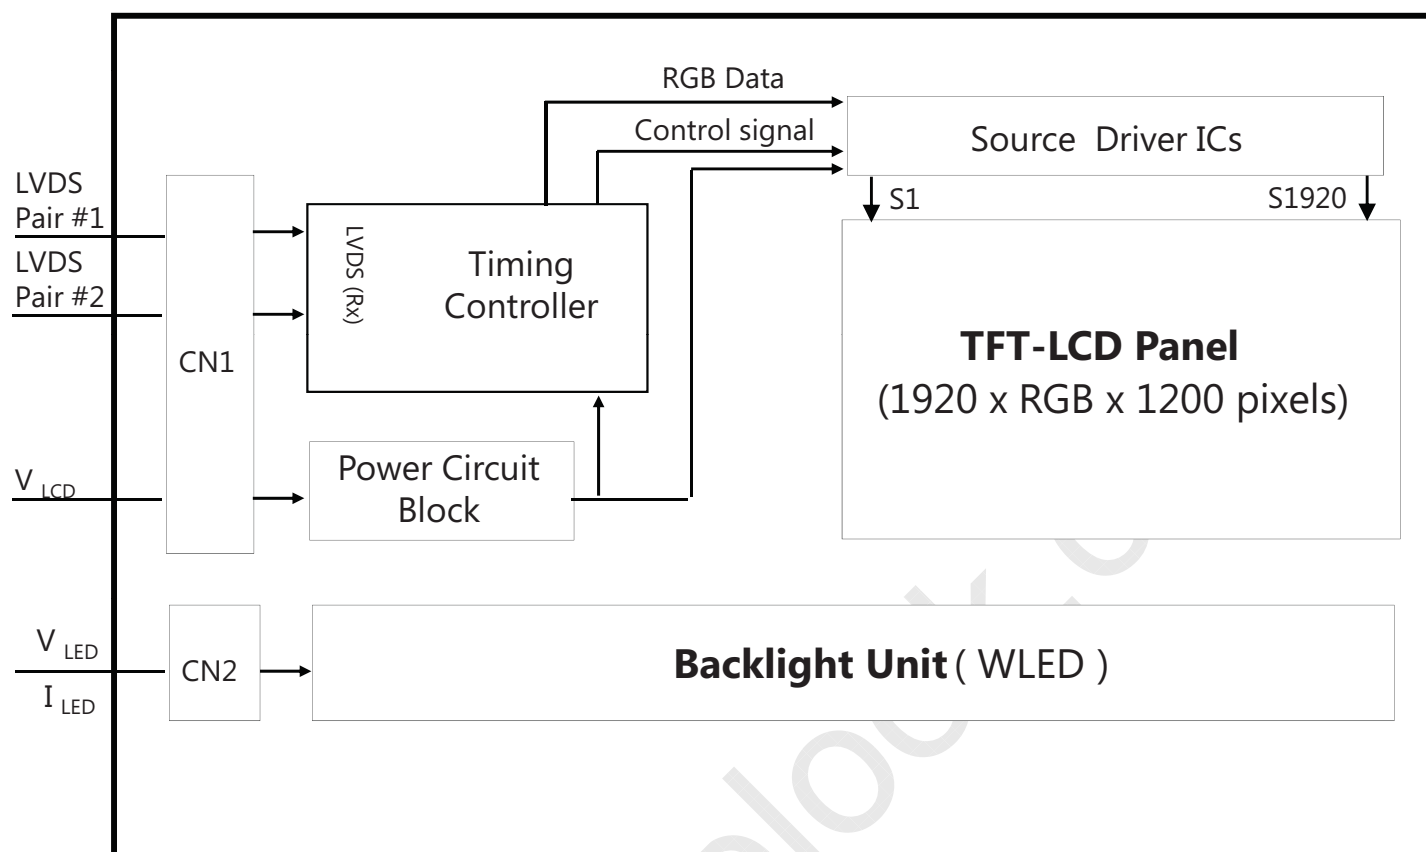 RGB Data
Control signal
Source Driver ICs
S1
S1920
LVDS
Pair #1
LVDS
Pair #2
LVDS (Rx)
Timing
Controller
CN1
TFT-LCD Panel
(1920 x RGB x 1200 pixels)
V LCD
Power Circuit
Block
V LED
I LED
CN2
Backlight Unit ( WLED )